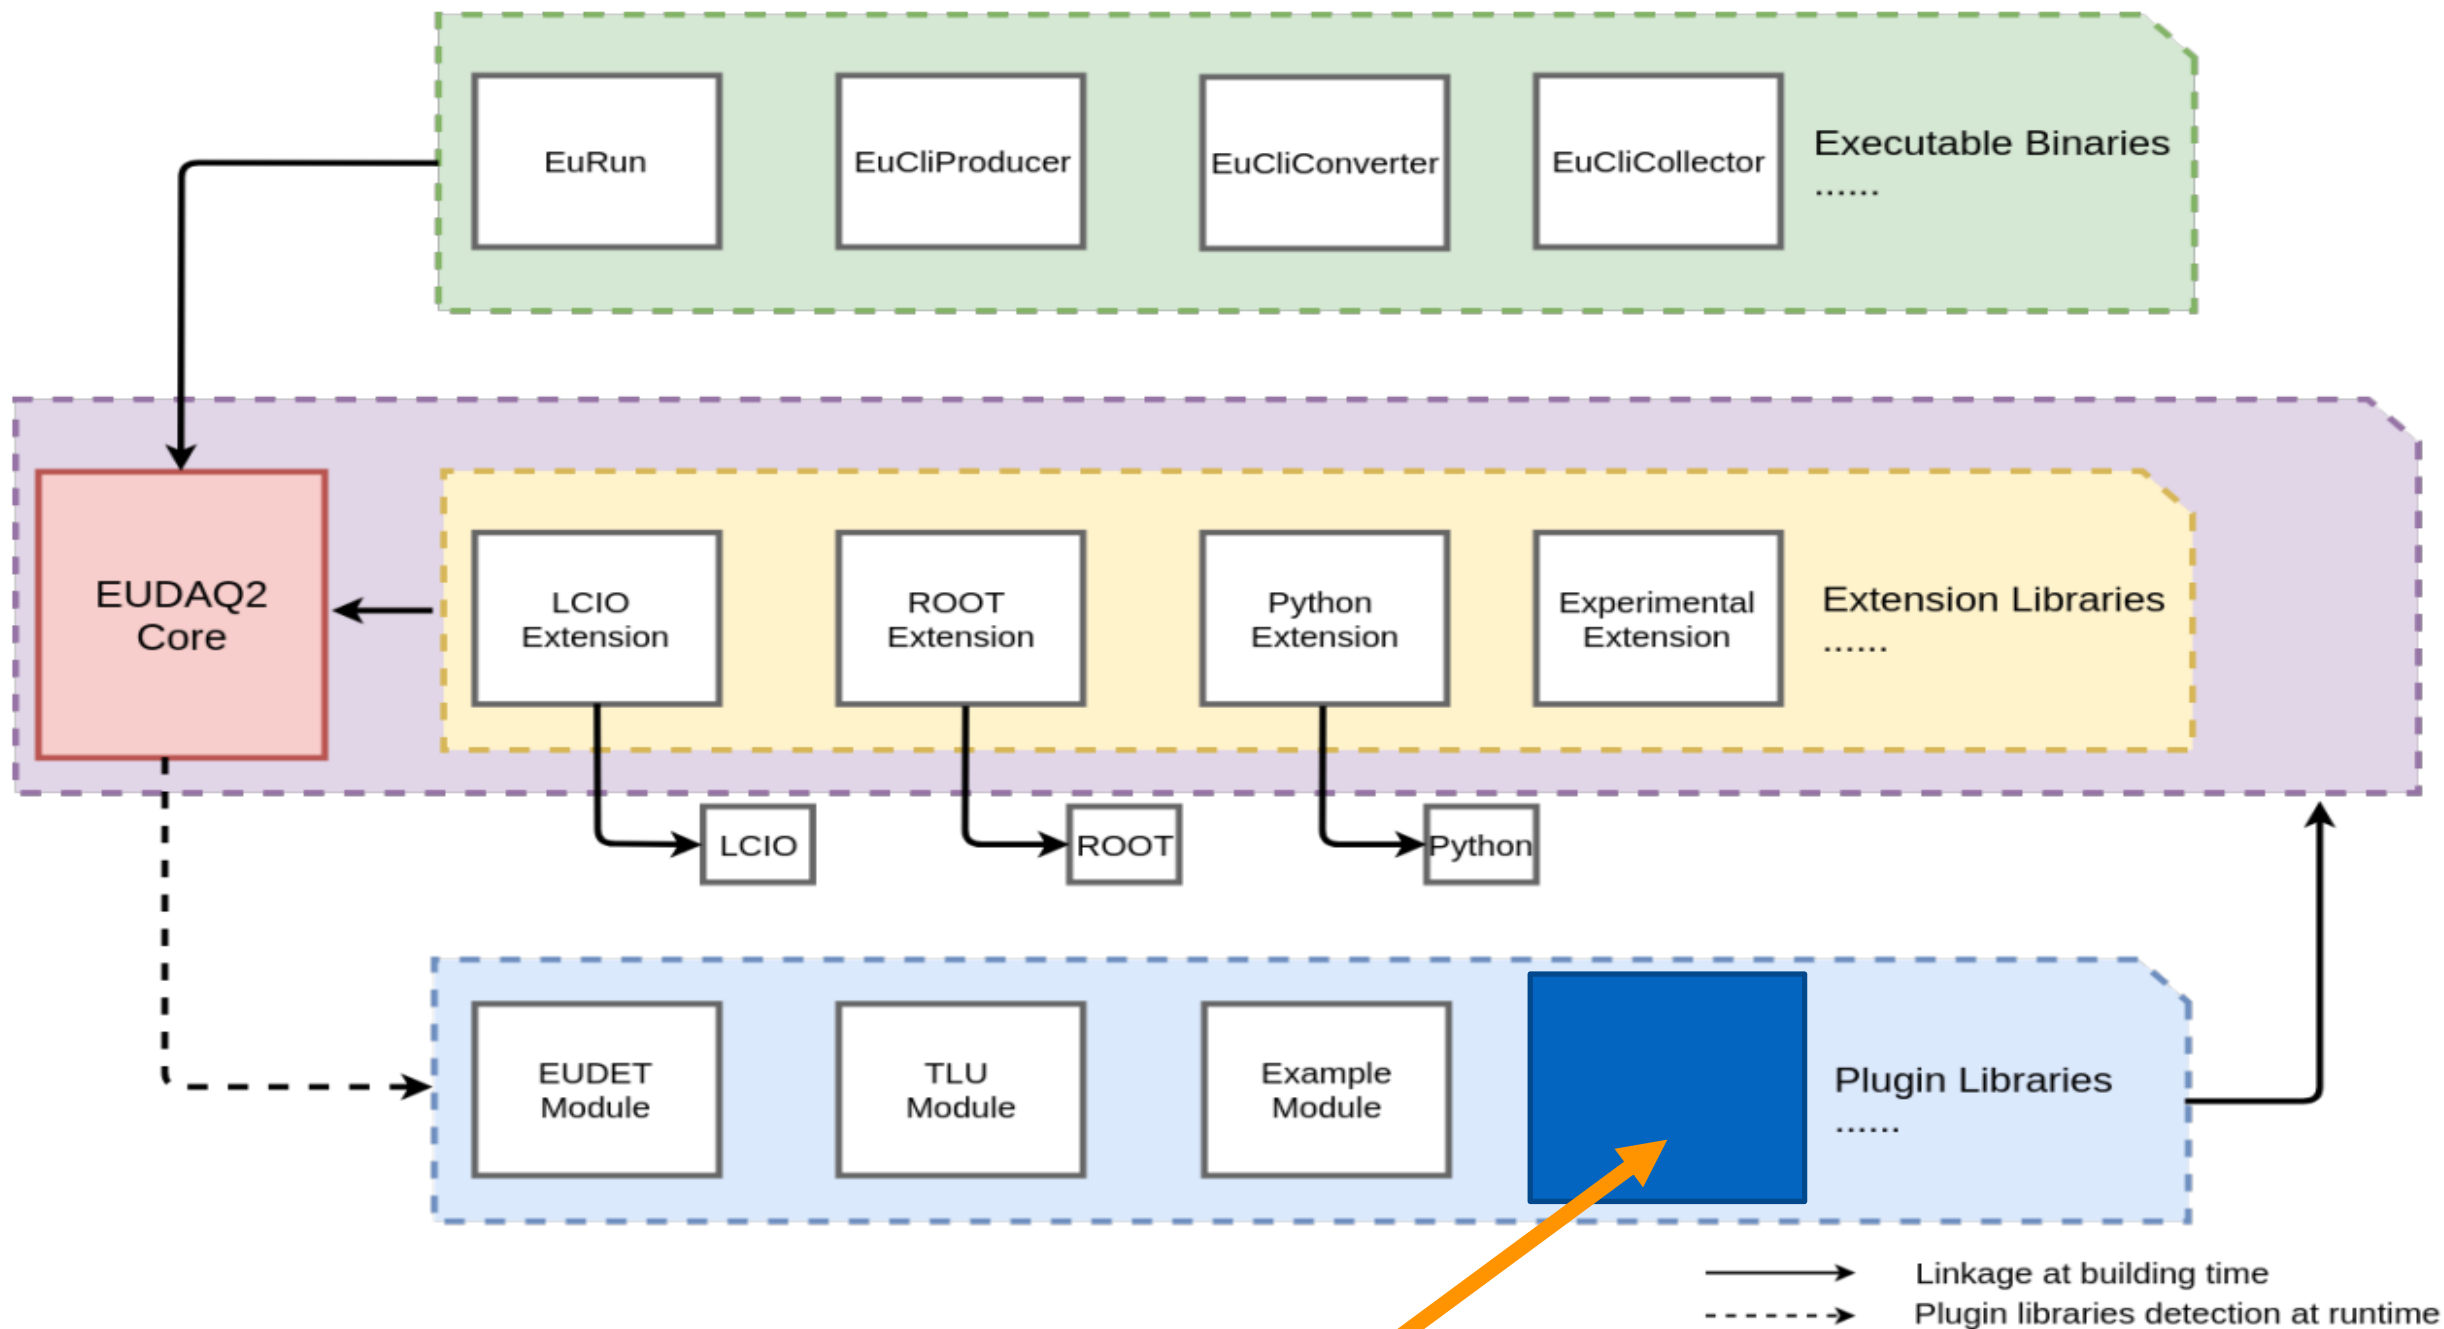 EuRun
EuCliProducer
EuCliConverter
EuCliCollector
Executable Binaries
......
EUDAQ2
Core
LCIO
Extension
ROOT
Extension
Python
Extension
Experimental
Extension
Extension Libraries
......
LCIO
ROOT
Python
EUDET
Module
TLU
Module
Example
Module
Plugin Libraries
......
Linkage at building time
Plugin libraries detection at runtime